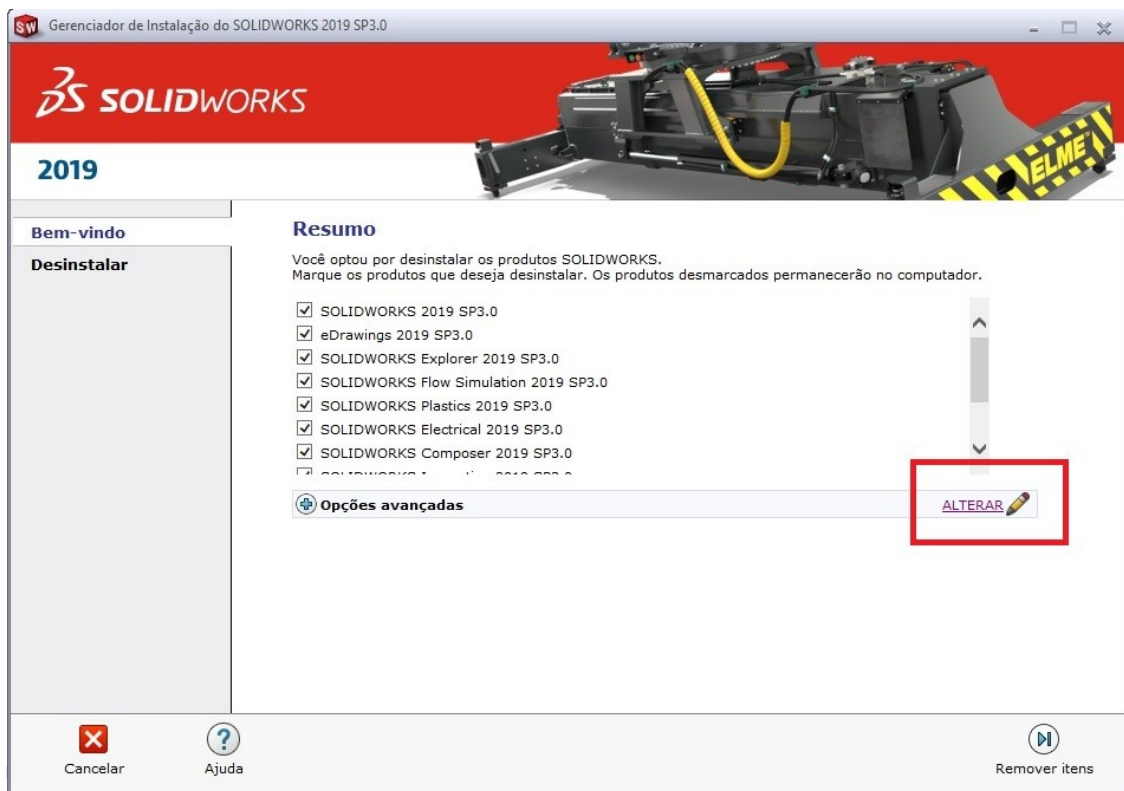 Gerenciador de Instalação do SOLIDWORKS 2019 SP3.0
SOLIDWORKS
2019
ELME
Bem-vindo
Desinstalar
Resumo
Você optou por desinstalar os produtos SOLIDWORKS.
Marque os produtos que deseja desinstalar. Os produtos desmarcados permanecerão no computador.
SOLIDWORKS 2019 SP3.0
eDrawings 2019 SP3.0
SOLIDWORKS Explorer 2019 SP3.0
SOLIDWORKS Flow Simulation 2019 SP3.0
SOLIDWORKS Plastics 2019 SP3.0
SOLIDWORKS Electrical 2019 SP3.0
SOLIDWORKS Composer 2019 SP3.0
Opções avançadas
ALTERAR
Cancelar
Ajuda
Remover itens